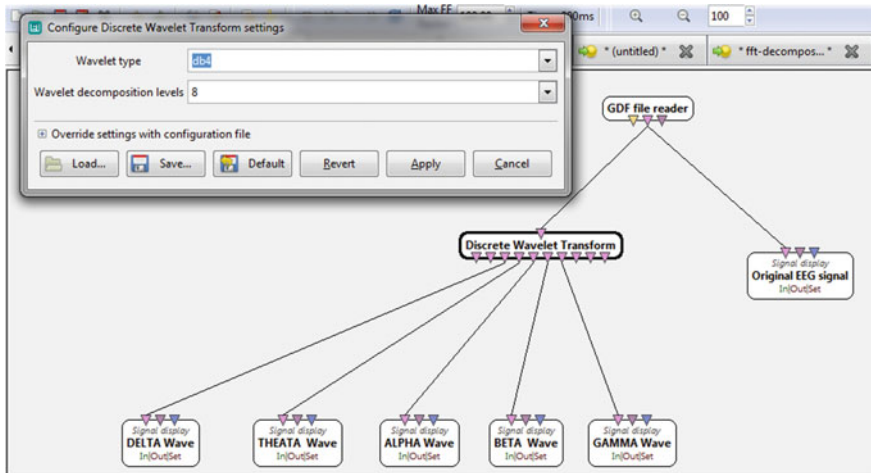 Configure Discrete Wavelet Transform settings
Wavelet type db4
Wavelet decomposition levels 8
Override settings with configuration file
Load... Save... Default Revert Apply Cancel
Max FF
100
* (untitled) * * fft-decompos... *
GDF file reader
Discrete Wavelet Transform
Signal display
Original EEG signal
In|Out|Set
Signal display
DELTA Wave
In|Out|Set
Signal display
THEATA Wave
In|Out|Set
Signal display
ALPHA Wave
In|Out|Set
Signal display
BETA Wave
In|Out|Set
Signal display
GAMMA Wave
In|Out|Set